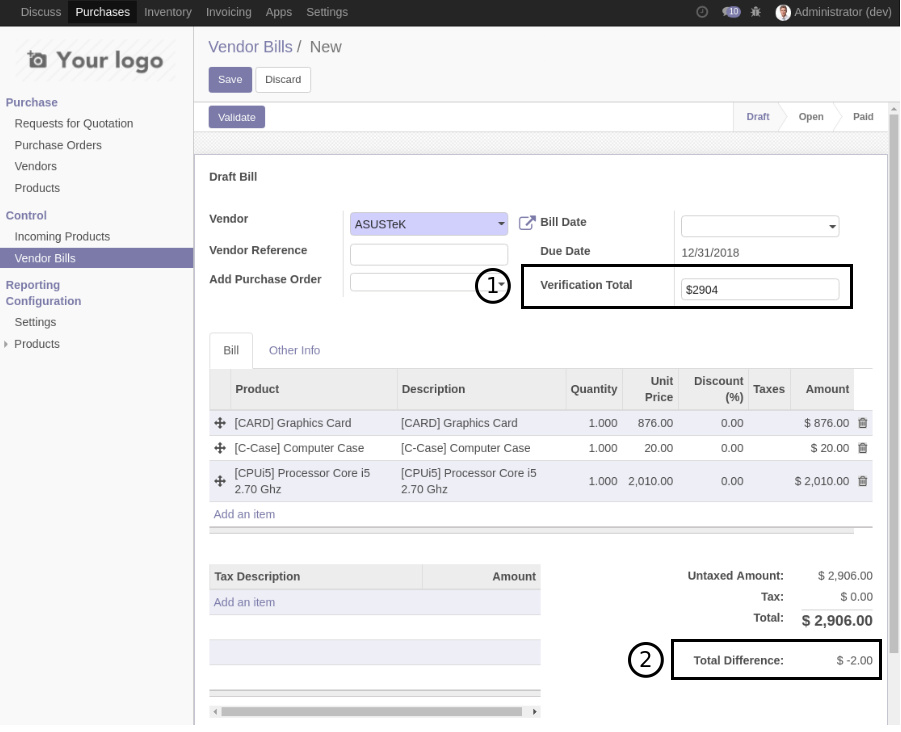 Discuss Purchases Inventory Invoicing Apps Settings 10 Administrator (dev)
Your logo
Vendor Bills / New
Save Discard
Validate Draft Open Paid
Purchase
Requests for Quotation
Purchase Orders
Vendors
Products
Control
Incoming Products
Vendor Bills
Reporting
Configuration
Settings
Products
Draft Bill
Vendor ASUSTeK Bill Date
Vendor Reference Due Date 12/31/2018
Add Purchase Order 1 Verification Total $2904
Bill Other Info
Product Description Quantity Unit Price Discount (%) Taxes Amount
[CARD] Graphics Card [CARD] Graphics Card 1.000 876.00 0.00 $ 876.00
[C-Case] Computer Case [C-Case] Computer Case 1.000 20.00 0.00 $ 20.00
[CPUi5] Processor Core i5 2.70 Ghz [CPUi5] Processor Core i5 2.70 Ghz 1.000 2,010.00 0.00 $ 2,010.00
Add an item
Tax Description Amount
Add an item
Untaxed Amount: $ 2,906.00
Tax: $ 0.00
Total: $ 2,906.00
2 Total Difference: $ -2.00